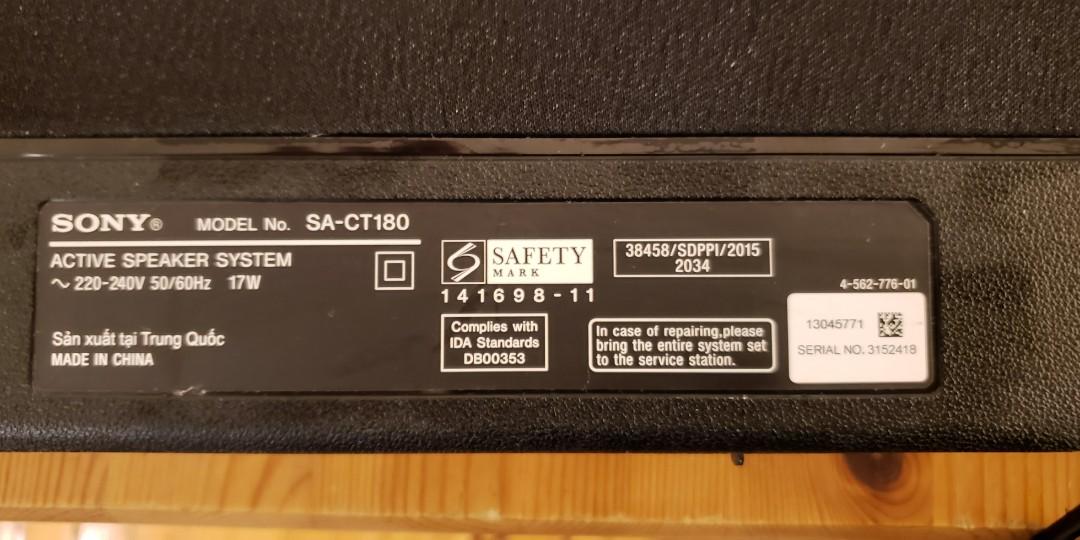 SONY® MODEL No. SA-CT180
ACTIVE SPEAKER SYSTEM
~ 220-240V 50/60Hz 17W
Sản xuất tại Trung Quốc
MADE IN CHINA
SAFETY
MARK
141698-11
Complies with
IDA Standards
DB00353
38458/SDPPI/2015
2034
In case of repairing,please
bring the entire system set
to the service station.
4-562-776-01
13045771
SERIAL NO. 3152418